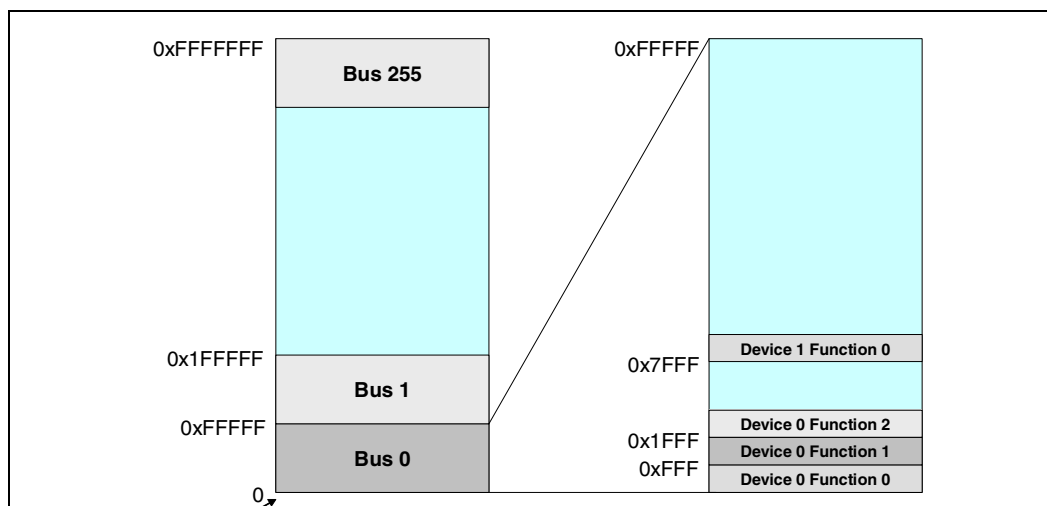 0xFFFFFFF
Bus 255
0x1FFFFF
Bus 1
0xFFFFF
Bus 0
0
0xFFFFF
Device 1 Function 0
0x7FFF
Device 0 Function 2
0x1FFF
Device 0 Function 1
0xFFF
Device 0 Function 0